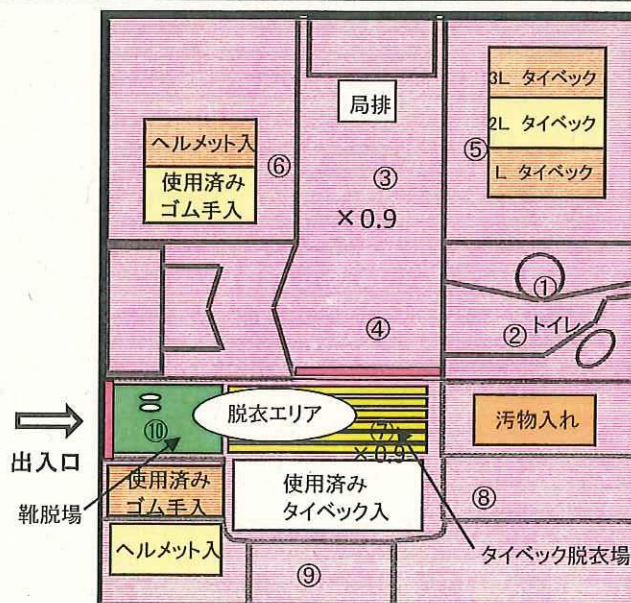 局排
3L タイベック
2L タイベック
L タイベック
⑤
ヘルメット入
⑥
使用済み
ゴム手入
③
×0.9
①
④
②
トイレ
脱衣エリア
⑩
(7)
×0.9
汚物入れ
出入口
使用済み
ゴム手入
使用済み
タイベック入
⑧
靴脱場
ヘルメット入
⑨
タイベック脱衣場